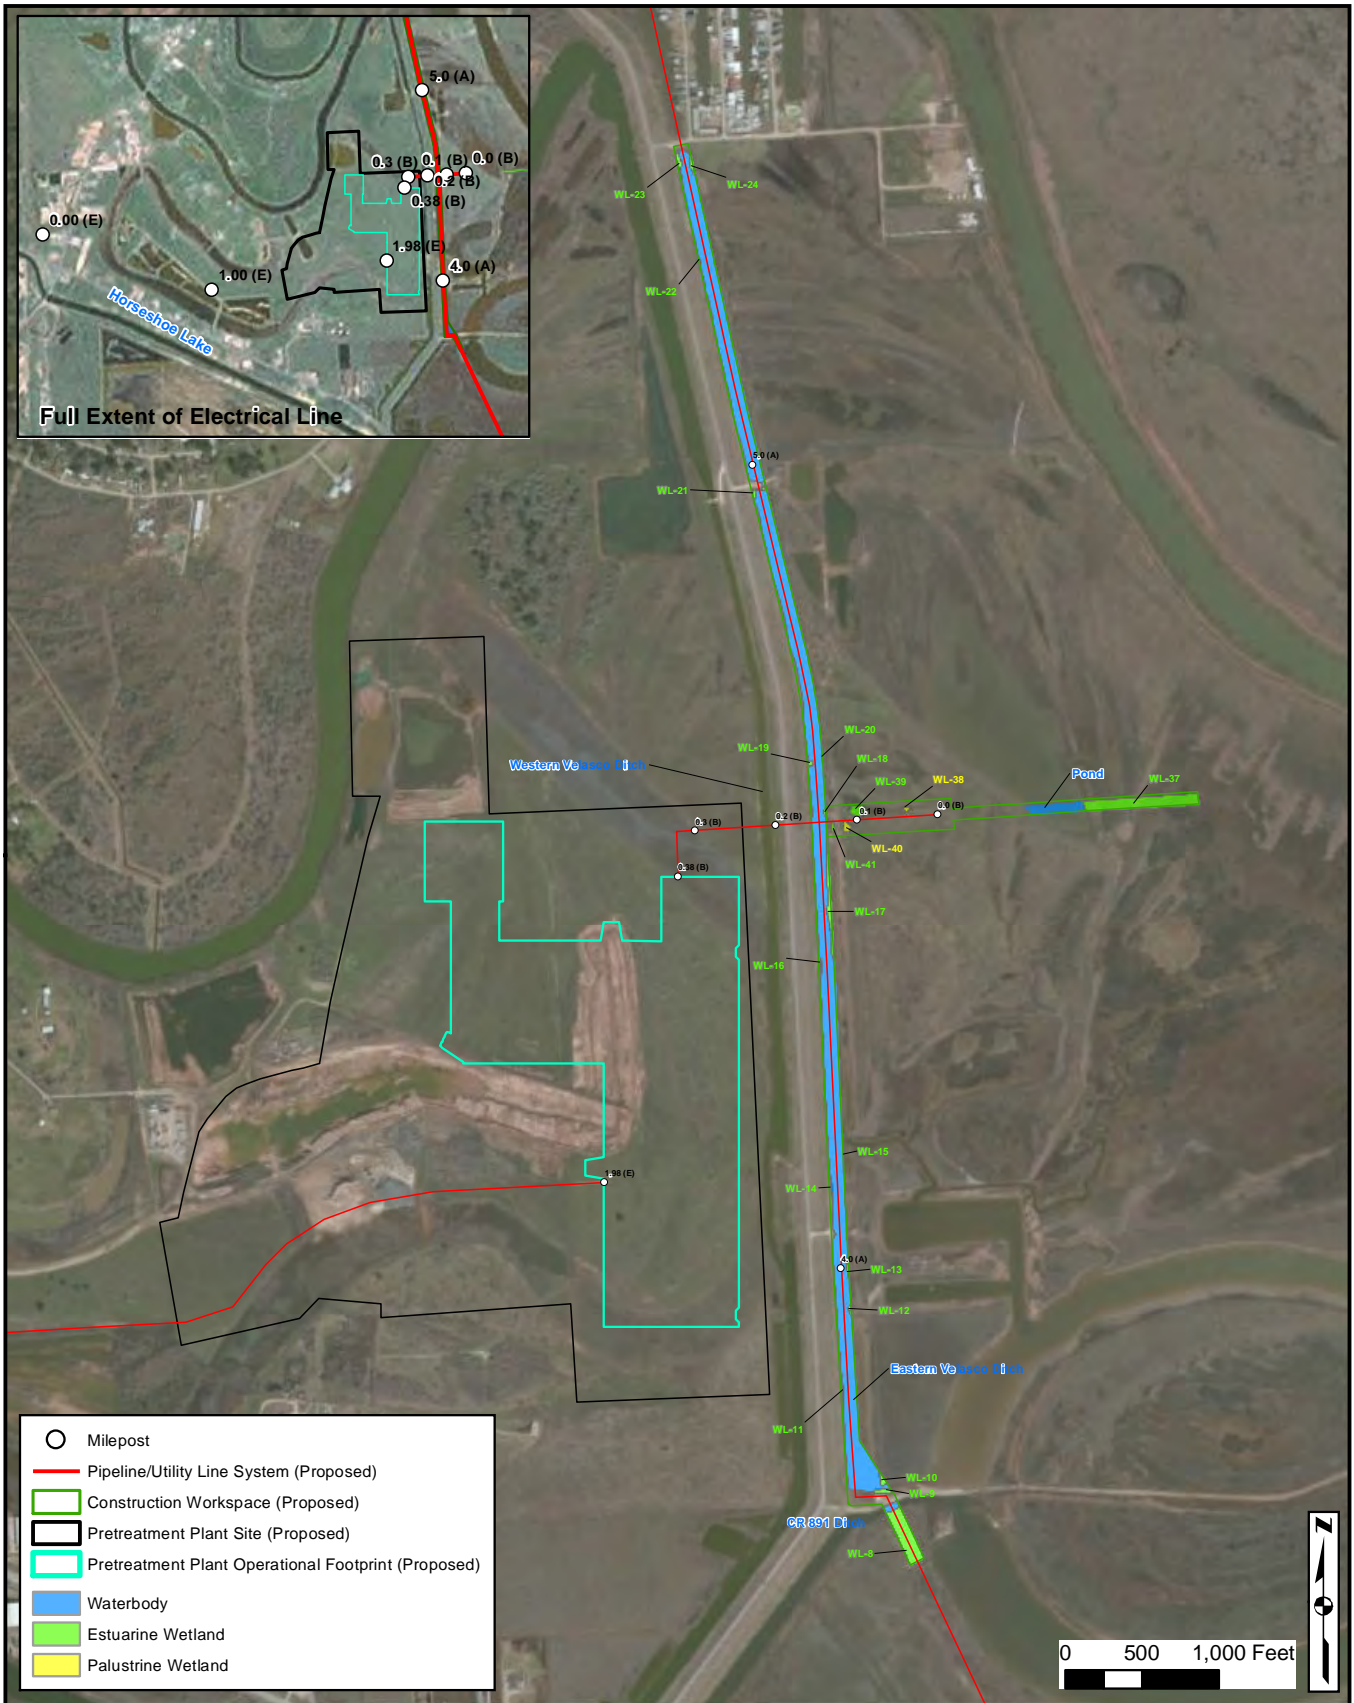 5.0 (A)
0.3 (B)
0.1 (B)
0.0 (B)
0.2 (B)
0.38 (B)
0.00 (E)
1.98 (E)
1.00 (E)
4.0 (A)
Horseshoe Lake
Full Extent of Electrical Line
WL-24
WL-23
WL-22
5.0 (A)
WL-21
WL-20
WL-19
WL-18
Western Velasco Ditch
WL-39
WL-38
Pond
WL-37
0.3 (B)
0.2 (B)
0.1 (B)
0.0 (B)
WL-40
WL-41
0.38 (B)
WL-17
WL-16
WL-15
1.98 (E)
WL-14
4.0 (A)
WL-13
WL-12
Eastern Velasco Ditch
WL-11
WL-10
WL-9
CR 891 Ditch
WL-8
Milepost
Pipeline/Utility Line System (Proposed)
Construction Workspace (Proposed)
Pretreatment Plant Site (Proposed)
Pretreatment Plant Operational Footprint (Proposed)
Waterbody
Estuarine Wetland
Palustrine Wetland
N
0 500 1,000 Feet